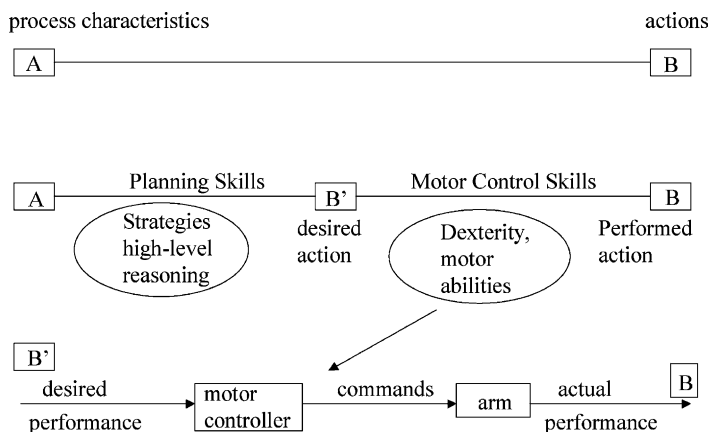 process characteristics
actions
A
B
Planning Skills
Motor Control Skills
A
B’
B
Strategies
high-level
reasoning
desired
action
Dexterity,
motor
abilities
Performed
action
B’
B
desired
performance
motor
controller
commands
arm
actual
performance